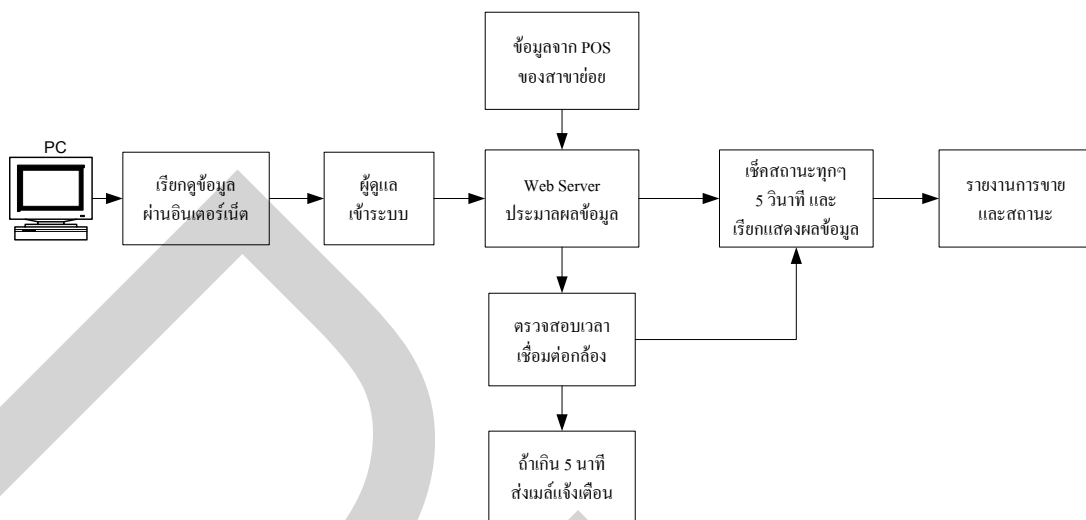 ข้อมูลจาก POS
ของสาขาย่อย
PC
เรียกดูข้อมูล
ผ่านอินเตอร์เน็ต
ผู้ดูแล
เข้าระบบ
Web Server
ประมาลผลข้อมูล
เช็คสถานะทุกๆ
5 วินาที และ
เรียกแสดงผลข้อมูล
รายงานการขาย
และสถานะ
ตรวจสอบเวลา
เชื่อมต่อกล้อง
ถ้าเกิน 5 นาที
ส่งเมล์แจ้งเตือน